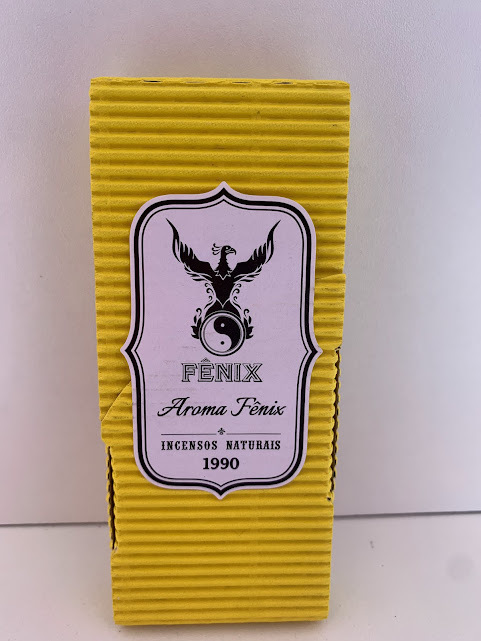 FÊNIX
Aroma Fênix
INCENSOS NATURAIS
1990